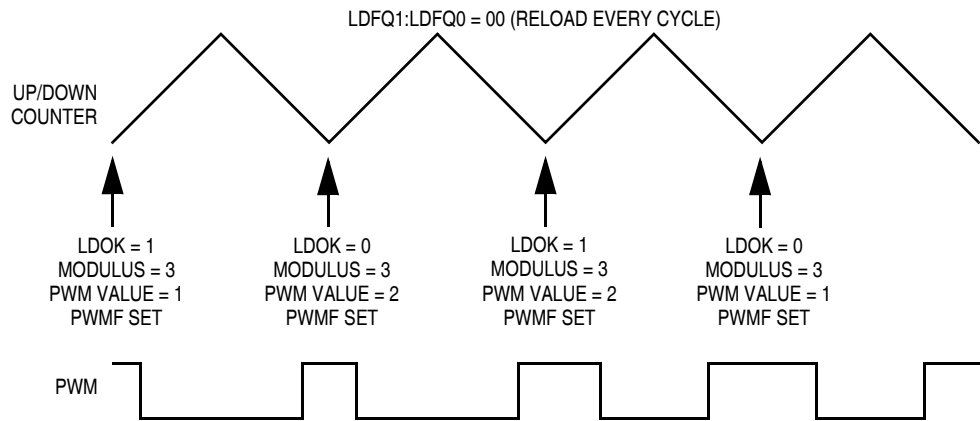 LDFQ1:LDFQ0 = 00 (RELOAD EVERY CYCLE)
UP/DOWN
COUNTER
LDOK = 1
MODULUS = 3
PWM VALUE = 1
PWMF SET
LDOK = 0
MODULUS = 3
PWM VALUE = 2
PWMF SET
LDOK = 1
MODULUS = 3
PWM VALUE = 2
PWMF SET
LDOK = 0
MODULUS = 3
PWM VALUE = 1
PWMF SET
PWM